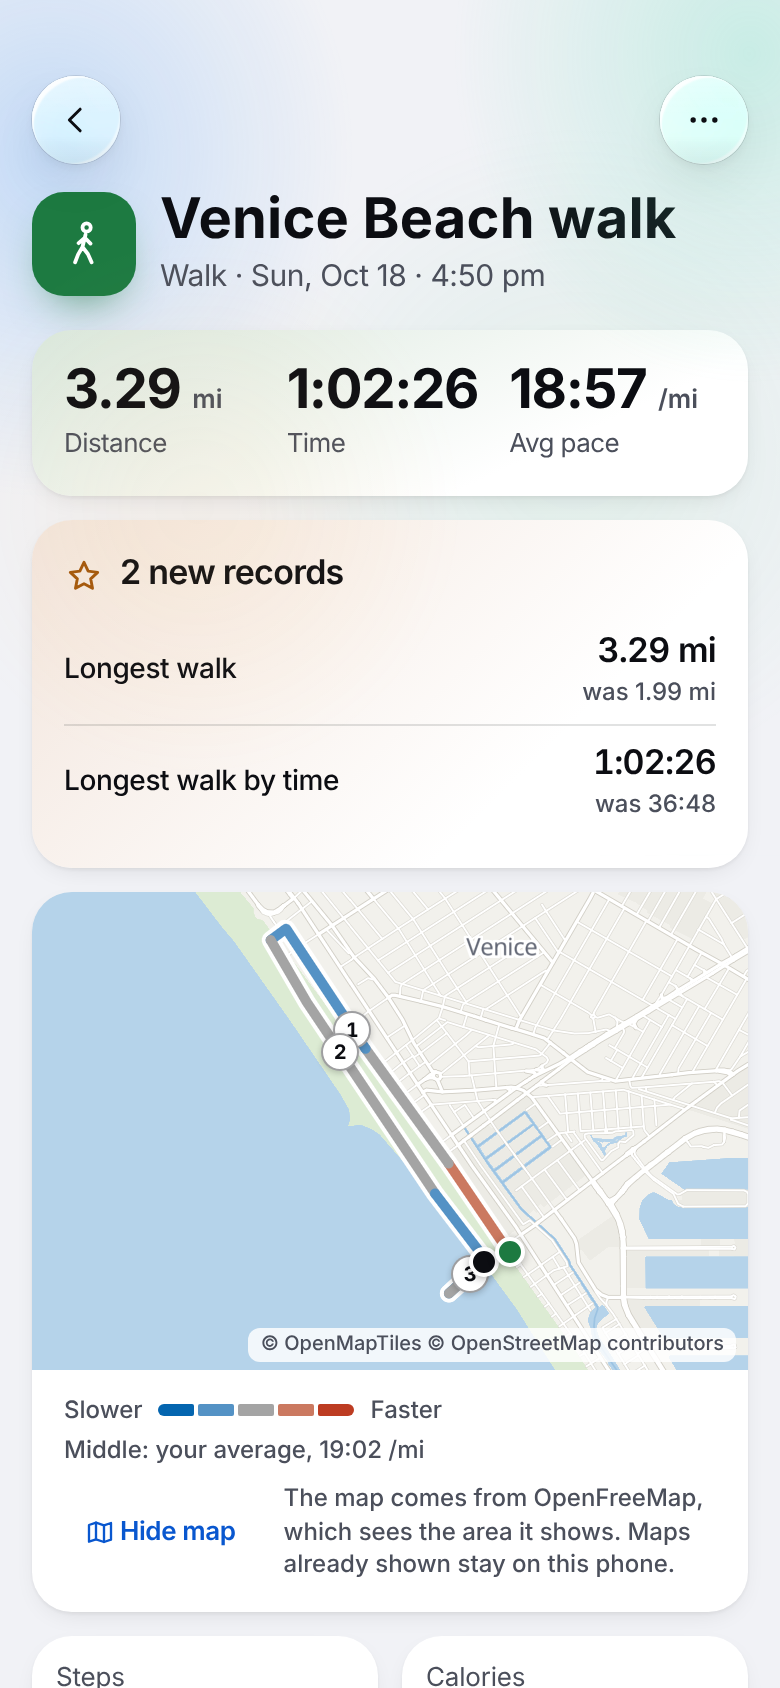 Venice Beach walk
Walk · Sun, Oct 18 · 4:50 pm
3.29 mi 1:02:26 18:57 /mi
Distance Time Avg pace
2 new records
Longest walk
3.29 mi
was 1.99 mi
Longest walk by time
1:02:26
was 36:48
Venice
1
2
3
© OpenMapTiles © OpenStreetMap contributors
Slower Faster
Middle: your average, 19:02 /mi
Hide map
The map comes from OpenFreeMap,
which sees the area it shows. Maps
already shown stay on this phone.
Steps Calories